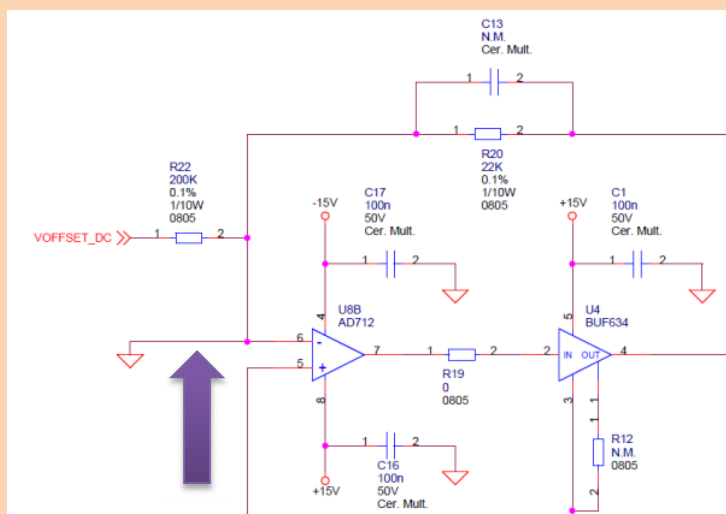 C13
N.M.
Cer. Mult.
1 2
1 2
R20
22K
0.1%
1/10W
0805
R22
200K
0.1%
1/10W
0805
VOFFSET_DC
1 2
C17
100n
50V
Cer. Mult.
-15V
1 2
C1
100n
50V
Cer. Mult.
+15V
1 2
U8B
AD712
4
6
-
5
+
7
8
1 2
R19
0
0805
U4
BUF634
5
2
IN OUT
4
3
1
1
R12
N.M.
0805
2
1 2
C16
100n
50V
Cer. Mult.
+15V